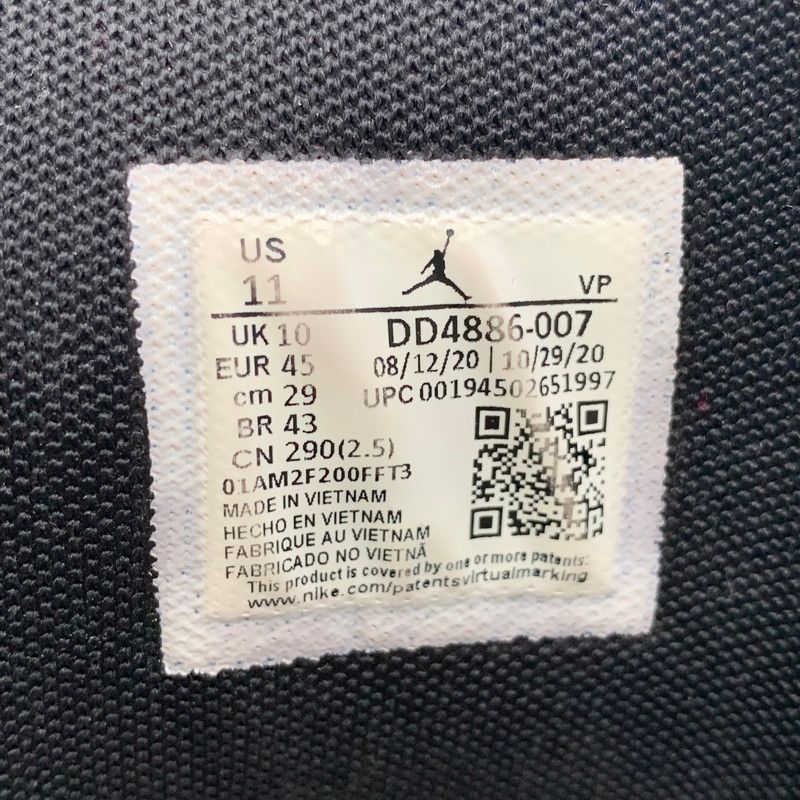 US
11
VP
UK 10
DD4886-007
EUR 45
08/12/20 | 10/29/20
cm 29
UPC 00194502651997
BR 43
CN 290(2.5)
01AM2F200FFT3
MADE IN VIETNAM
HECHO EN VIETNAM
FABRIQUE AU VIETNAM
FABRICADO NO VIETNÃ
This product is covered by one or more patents:
www.nike.com/patentsvirtualmarking